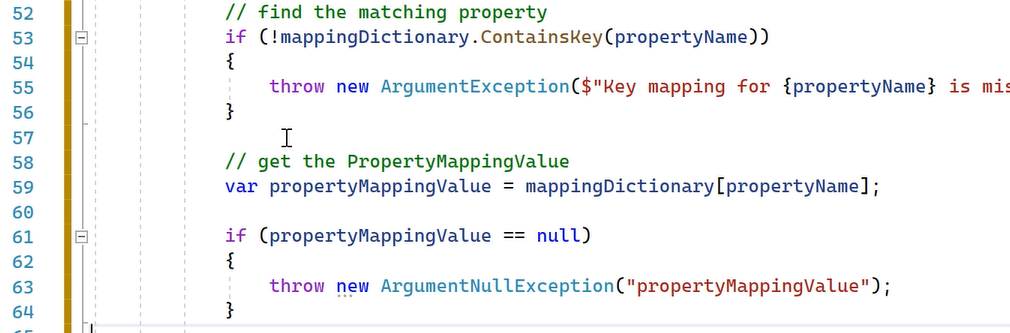 52 // find the matching property
53 if (!mappingDictionary.ContainsKey(propertyName))
54 {
55 throw new ArgumentException($"Key mapping for {propertyName} is mis
56 }
57
58 // get the PropertyMappingValue
59 var propertyMappingValue = mappingDictionary[propertyName];
60
61 if (propertyMappingValue == null)
62 {
63 throw new ArgumentNullException("propertyMappingValue");
64 }